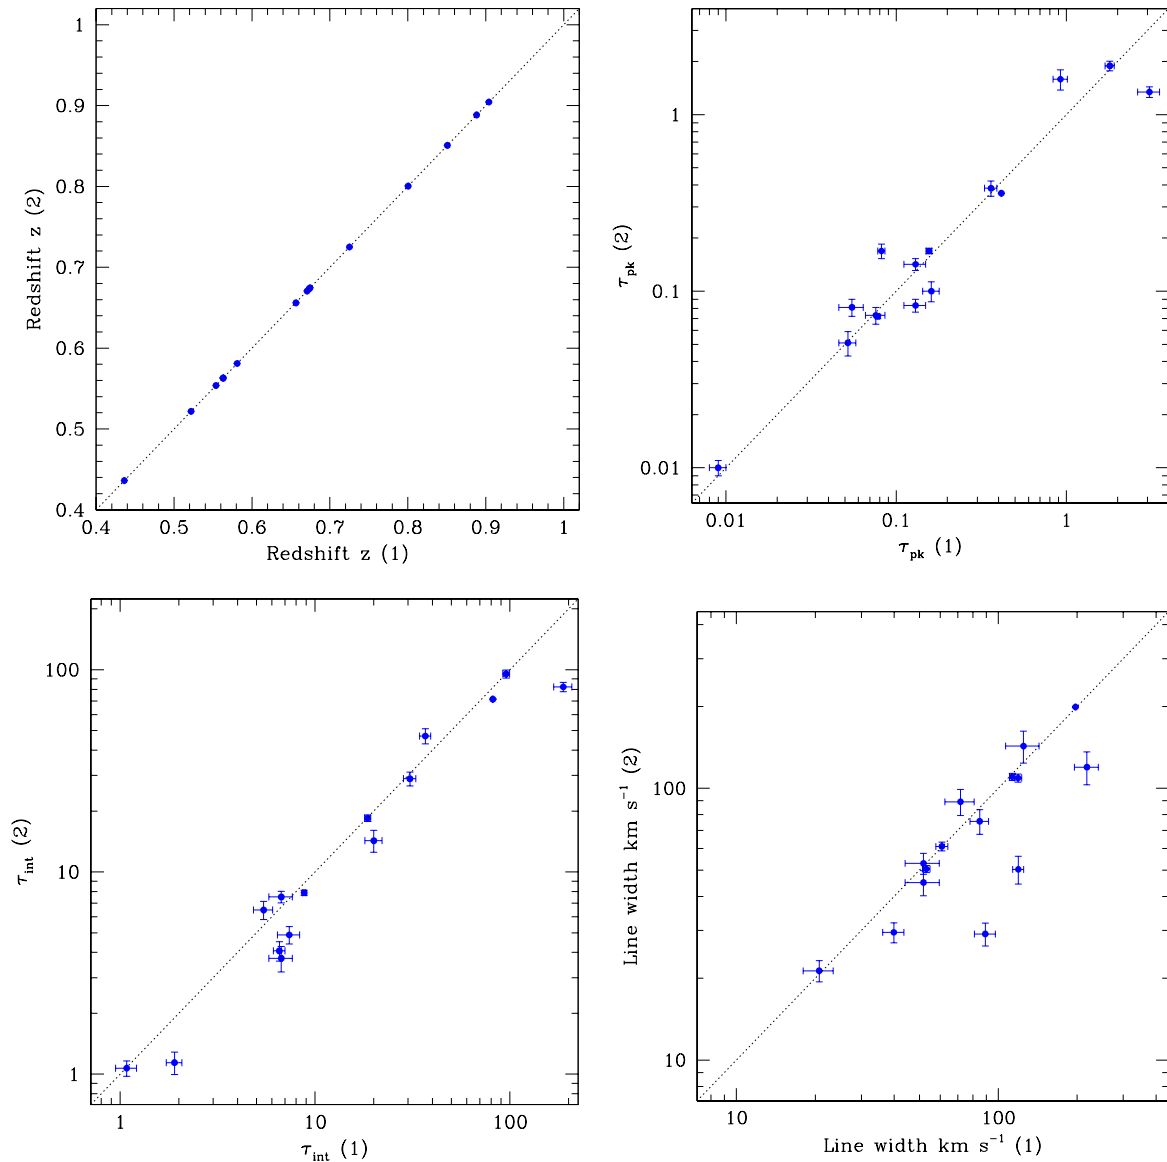 1
0.9
0.8
0.7
0.6
0.5
0.4
Redshift z (2)
0.4 0.5 0.6 0.7 0.8 0.9 1
Redshift z (1)
1
0.1
0.01
τpk (2)
0.01 0.1 1
τpk (1)
100
10
1
τint (2)
1 10 100
τint (1)
100
10
Line width km s⁻¹ (2)
10 100
Line width km s⁻¹ (1)